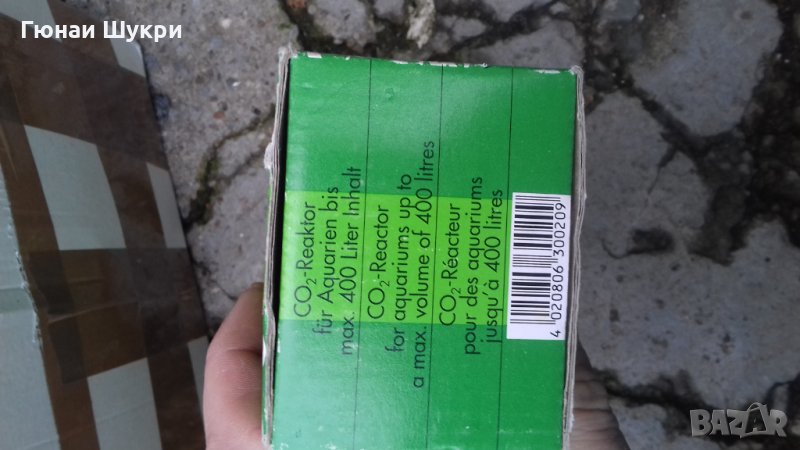 Гюнаи Шукри
CO₂-Reaktor
für Aquarien bis
max. 400 Liter Inhalt
CO₂-Reactor
for aquariums up to
a max. volume of 400 litres
CO₂-Réacteur
pour des aquariums
jusqu'à 400 litres
4 020806 300209
BAZAR